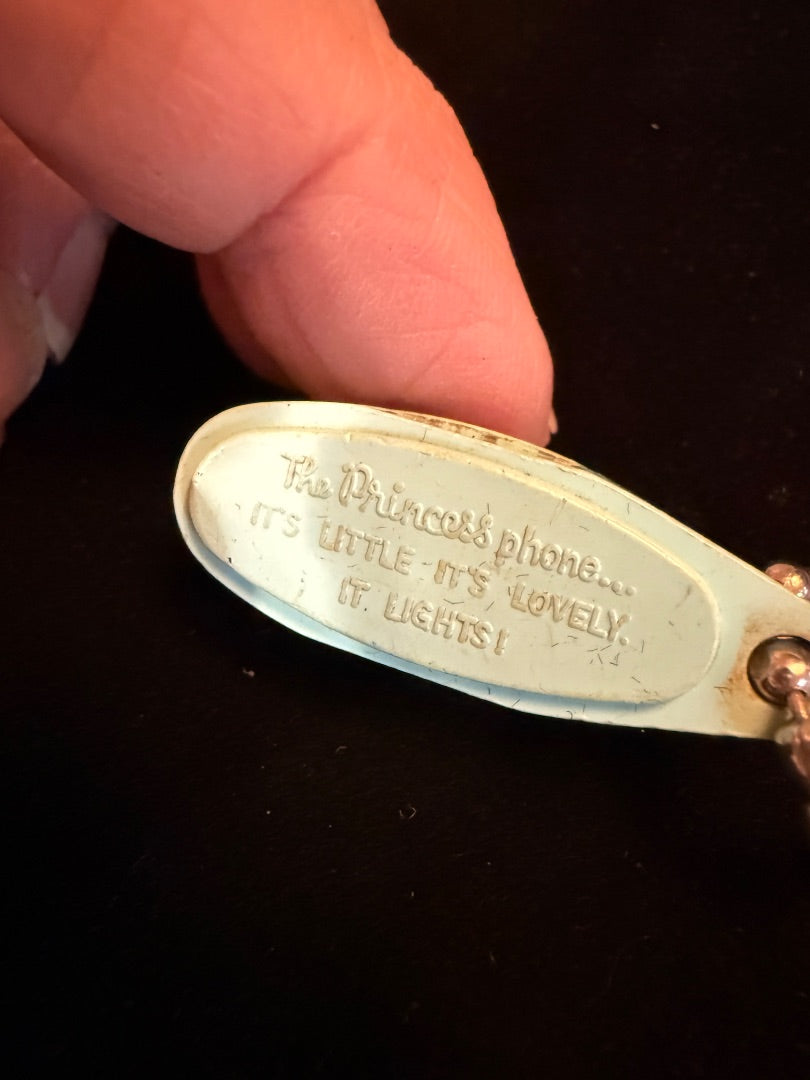 The Princess phone...
IT'S LITTLE IT'S LOVELY.
IT LIGHTS!